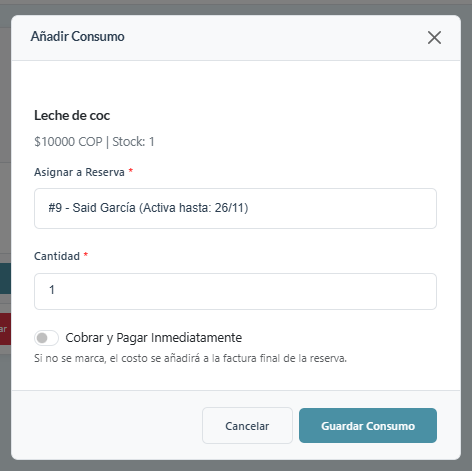 Añadir Consumo
Leche de coc
$10000 COP | Stock: 1
Asignar a Reserva *
#9 - Said García (Activa hasta: 26/11)
Cantidad *
1
ar
Cobrar y Pagar Inmediatamente
Si no se marca, el costo se añadirá a la factura final de la reserva.
Cancelar
Guardar Consumo